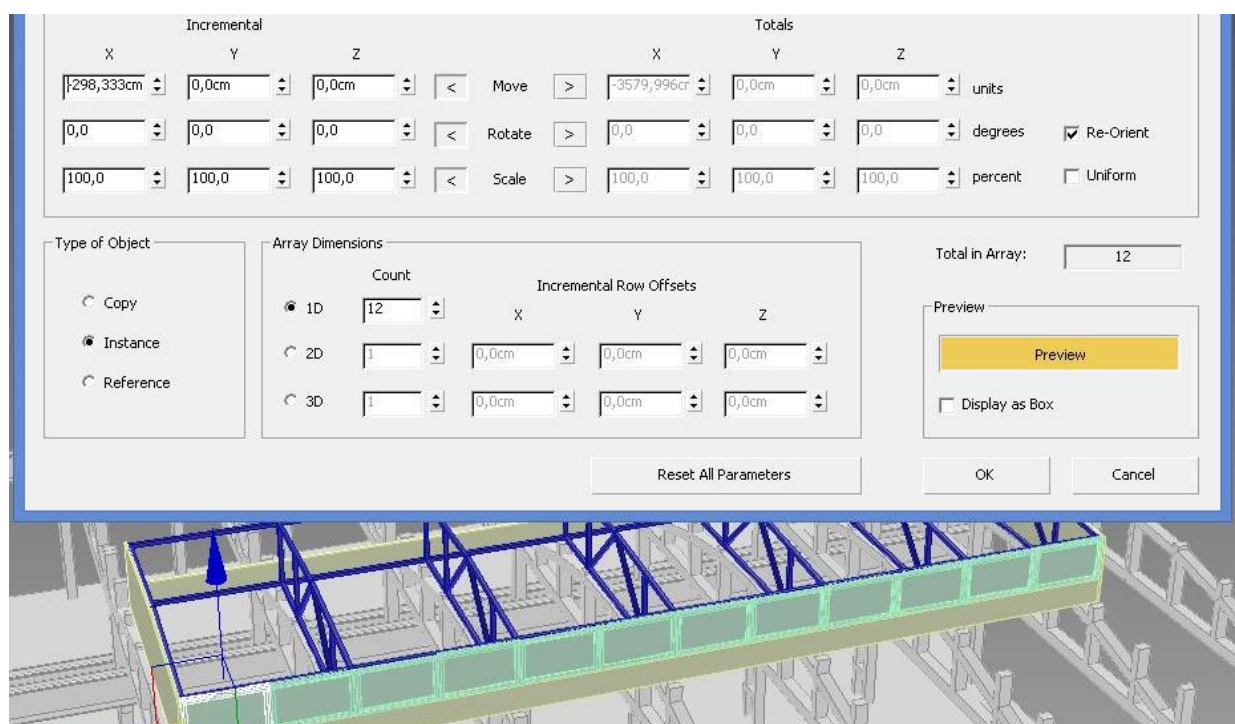 Incremental Totals
X Y Z X Y Z
-298,333cm 0,0cm 0,0cm < Move > -3579,996cr 0,0cm 0,0cm units
0,0 0,0 0,0 < Rotate > 0,0 0,0 0,0 degrees Re-Orient
100,0 100,0 100,0 < Scale > 100,0 100,0 100,0 percent Uniform
Type of Object Array Dimensions Total in Array: 12
Count Incremental Row Offsets
Copy 1D 12 X Y Z Preview
Instance 2D 1 0,0cm 0,0cm 0,0cm Preview
Reference 3D 1 0,0cm 0,0cm 0,0cm Display as Box
Reset All Parameters OK Cancel